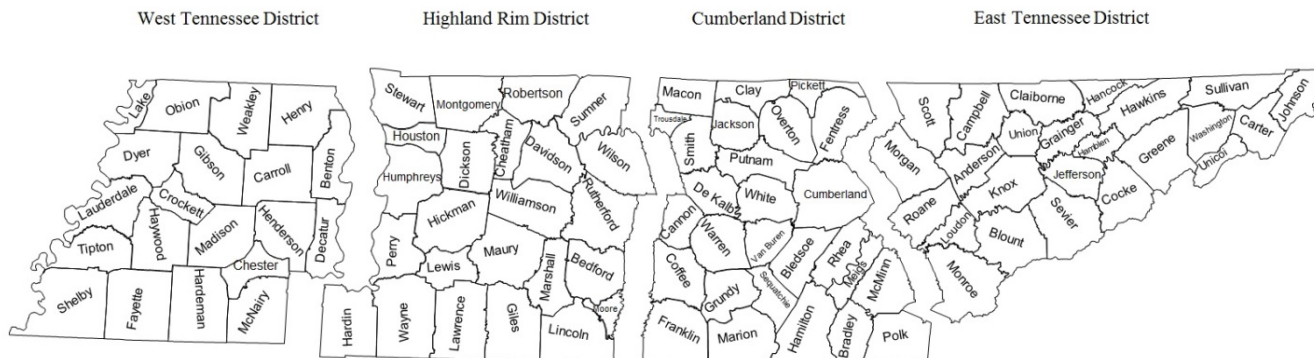 West Tennessee District
Highland Rim District
Cumberland District
East Tennessee District
Lake
Obion
Weakley
Henry
Dyer
Gibson
Carroll
Benton
Lauderdale
Crockett
Haywood
Madison
Henderson
Decatur
Tipton
Chester
Shelby
Fayette
Hardeman
McNairy
Stewart
Montgomery
Robertson
Sumner
Houston
Humphreys
Dickson
Cheatham
Davidson
Wilson
Hickman
Williamson
Rutherford
Perry
Lewis
Maury
Marshall
Bedford
Moore
Hardin
Wayne
Lawrence
Giles
Lincoln
Macon
Clay
Pickett
Trousdale
Smith
Jackson
Overton
Fentress
Putnam
De Kalb
White
Cumberland
Cannon
Warren
Van Buren
Bledsoe
Rhea
Meigs
McMinn
Coffee
Grundy
Sequatchie
Franklin
Marion
Hamilton
Bradley
Polk
Scott
Campbell
Claiborne
Hancock
Hawkins
Sullivan
Johnson
Carter
Washington
Unicoi
Greene
Union
Grainger
Hamblen
Morgan
Anderson
Knox
Jefferson
Cocke
Sevier
Roane
Loudon
Blount
Monroe